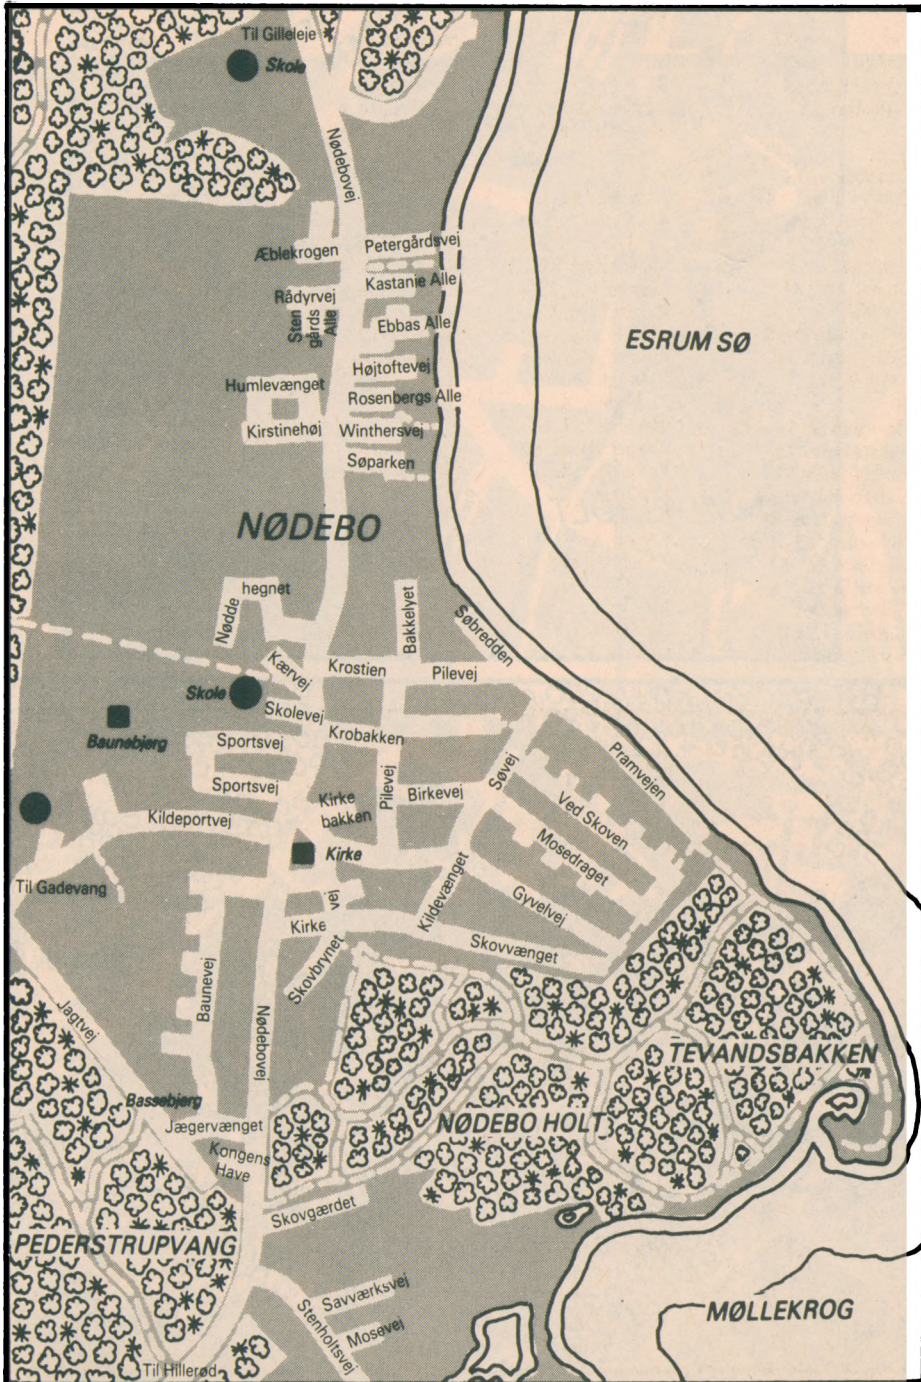 Til Gilleleje
Skole
Nødebovej
Æblekrogen
Petergårdsvej
Kastanie Alle
Rådyrvej
Sten
gårds
Alle
Ebbas Alle
ESRUM SØ
Højtoftevej
Humlevænget
Rosenbergs Alle
Kirstinehøj
Winthersvej
Søparken
NØDEBO
hegnet
Nødde
Bakkelyet
Søbredden
Kærvej
Krostien
Pilevej
Skole
Skolevej
Baunebjerg
Sportsvej
Krobakken
Pramvejen
Sportsvej
Pilevej
Birkevej
Søvej
Kirke
bakken
Ved Skoven
Kildeportvej
Mosedraget
Kirke
Til Gadevang
Kildevænget
Gyvelvej
Kirke
vej
Skovvænget
Skovbrynet
Baunevej
Jagtvej
Nødebovej
TEVANDSBAKKEN
Bassebjerg
Jægervænget
NØDEBO HOLT
Kongens
Have
Skovgærdet
PEDERSTRUPVANG
Savværksvej
Stenholtsvej
Mosevej
MØLLEKROG
Til Hillerød